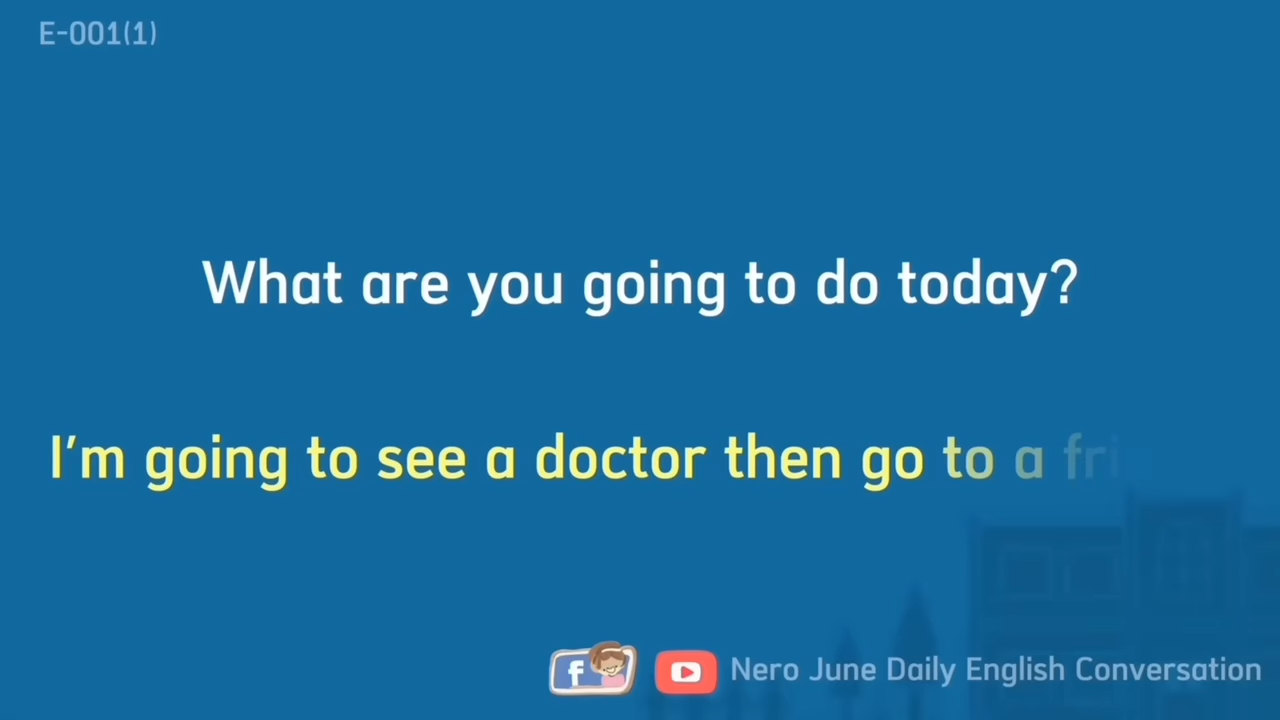 E-001(1)
What are you going to do today?
I'm going to see a doctor then go to a
Nero June Daily English Conversation